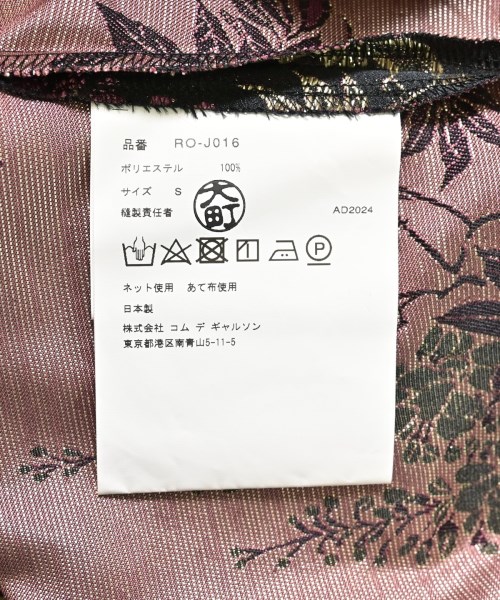 品番 RO-J016
ポリエステル 100%
サイズ S
縫製責任者 大町 AD2024
ネット使用 あて布使用
日本製
株式会社 コム デ ギャルソン
東京都港区南青山5-11-5